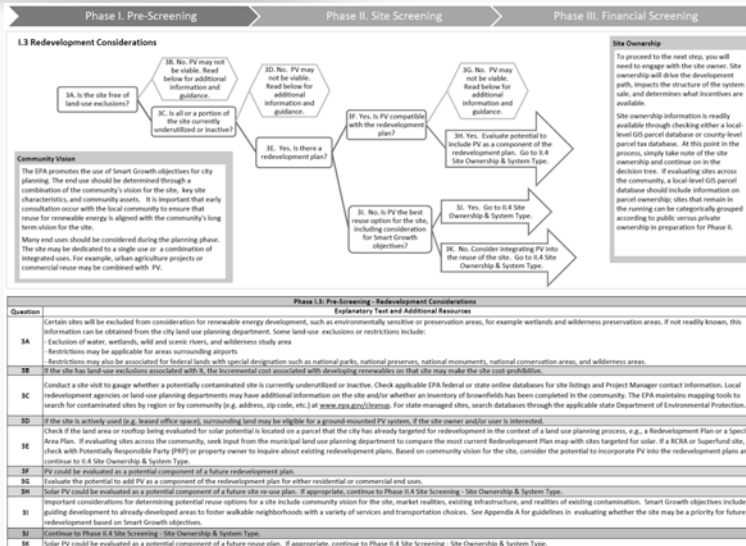 Phase I. Pre-Screening
Phase II. Site Screening
Phase III. Financial Screening
I.3 Redevelopment Considerations
3A. Is the site free of
land-use exclusions?
3B. No. PV may
not be viable. Read
below for additional
information and
guidance.
3C. Is all or a portion of
the site currently
underutilized or inactive?
3D. No. PV may
not be viable.
Read below for
additional
information and
guidance.
3E. Yes. Is there a
redevelopment plan?
3F. Yes. Is PV compatible
with the redevelopment
plan?
3G. No. PV may
not be viable.
Read below for
additional
information and
guidance.
3H. Yes. Evaluate potential to
include PV as a component of the
redevelopment plan. Go to II.4
Site Ownership & System Type.
3I. No. Is PV the best
reuse option for the site,
including consideration
for Smart Growth
objectives?
3J. Yes. Go to II.4 Site
Ownership & System Type.
3K. No. Consider integrating PV into
the reuse of the site. Go to II.4 Site
Ownership & System Type.
Community Vision
The EPA promotes the use of Smart Growth objectives for city
planning. The end use should be determined through a
combination of the community's vision for the site, key site
characteristics, and community assets. It is important that early
consultation occur with the local community to ensure that
reuse for renewable energy is aligned with the community's long
term vision for the site.
Many end uses should be considered during the planning phase.
The site may be dedicated to a single use or a combination of
integrated uses. For example, urban agriculture projects or
commercial reuse may be combined with PV.
Site Ownership
To proceed to the next step, you will
need to engage with the site owner. Site
ownership will drive the development
path, impacts the structure of the system
sale, and determines what incentives are
available.
Site ownership information is readily
available through checking either a local-
level GIS parcel database or county-level
parcel tax database. At this point in the
process, simply take note of the site
ownership and continue on in the
decision tree. If evaluating sites across
the community, a local-level GIS parcel
database should include information on
parcel ownership; sites that remain
in the running can be categorically grouped
according to public versus private
ownership in preparation for Phase II.
Phase I.3: Pre-Screening - Redevelopment Considerations
Question
Explanatory Text and Additional Resources
3A
Certain sites will be excluded from consideration for renewable energy development, such as environmentally sensitive or preservation areas, for example wetlands and wilderness preservation areas. If not readily known, this
information can be obtained from the city land use planning department. Some land-use exclusions or restrictions include:
- Exclusion of water, wetlands, wild and scenic rivers, and wilderness study area
- Restrictions may be applicable for areas surrounding airports
- Restrictions may also be associated for federal lands with special designation such as national parks, national preserves, national monuments, national conservation areas, and wilderness areas.
3B
If the site has land-use exclusions associated with it, the incremental cost associated with developing renewables on that site may make the site cost-prohibitive.
3C
Conduct a site visit to gauge whether a potentially contaminated site is currently underutilized or inactive. Check applicable EPA federal or state online databases for site listings and Project Manager contact information. Local
redevelopment agencies or land-use planning departments may have additional information on the site and/or whether an inventory of brownfields has been completed in the community. The EPA maintains mapping tools to
search for contaminated sites by region or by community (e.g. address, zip code, etc.) at www.epa.gov/cleanup. For state-managed sites, search databases through the applicable state Department of Environmental Protection.
3D
If the site is actively used (e.g. leased office space), surrounding land may be eligible for a ground-mounted PV system, if the site owner and/or user is interested.
3E
Check if the land area or rooftop being evaluated for solar potential is located on a parcel that the city has already targeted for redevelopment in the context of a land use planning process, e.g., a Redevelopment Plan or a Speci
Area Plan. If evaluating sites across the community, seek input from the municipal land use planning department to compare the most current Redevelopment Plan map with sites targeted for solar. If a RCRA or Superfund site,
check with Potentially Responsible Party (PRP) or property owner to inquire about existing redevelopment plans. Based on community vision for the site, consider the potential to incorporate PV into the redevelopment plans a
continue to II.4 Site Ownership & System Type.
3F
PV could be evaluated as a potential component of a future redevelopment plan.
3G
Evaluate the potential to add PV as a component of the redevelopment plan for either residential or commercial end uses.
3H
Solar PV could be evaluated as a potential component of a future site re-use plan. If appropriate, continue to Phase II.4 Site Screening - Site Ownership & System Type.
3I
Important considerations for determining potential reuse options for a site include community vision for the site, market realities, existing infrastructure, and realities of existing contamination. Smart Growth objectives include
guiding development to already-developed areas to foster walkable neighborhoods with a variety of services and transportation choices. See Appendix A for guidelines in evaluating whether the site may be a priority for future
redevelopment based on Smart Growth objectives.
3J
Continue to Phase II.4 Site Screening - Site Ownership & System Type.
3K
Solar PV could be evaluated as a potential component of a future reuse plan. If appropriate, continue to Phase II.4 Site Screening - Site Ownership & System Type.